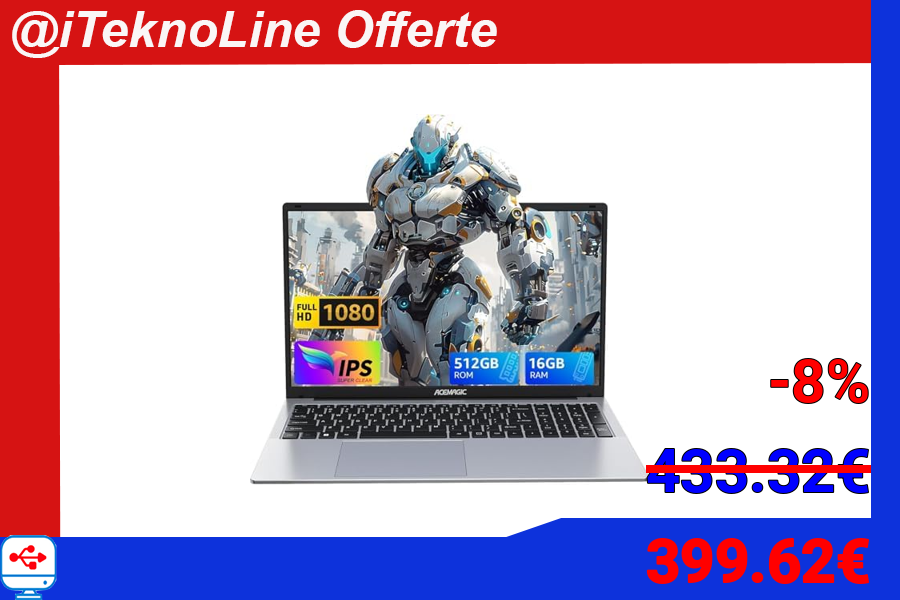 @iTeknoLine Offerte
FULL HD 1080
IPS
SUPER CLEAR
512GB
ROM
16GB
RAM
ACEMAGIC
-8%
433.32€
399.62€